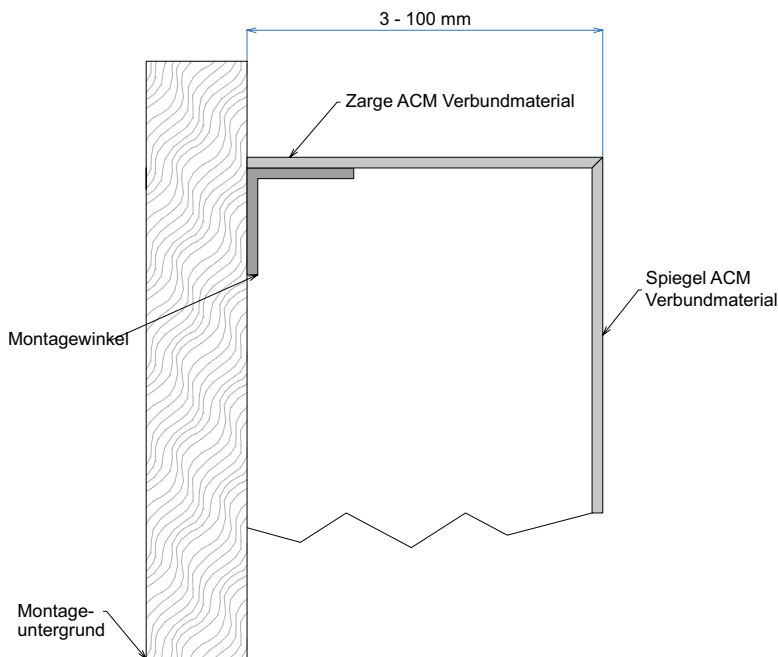 3 - 100 mm
Zarge ACM Verbundmaterial
Spiegel ACM
Verbundmaterial
Montagewinkel
Montage-
untergrund